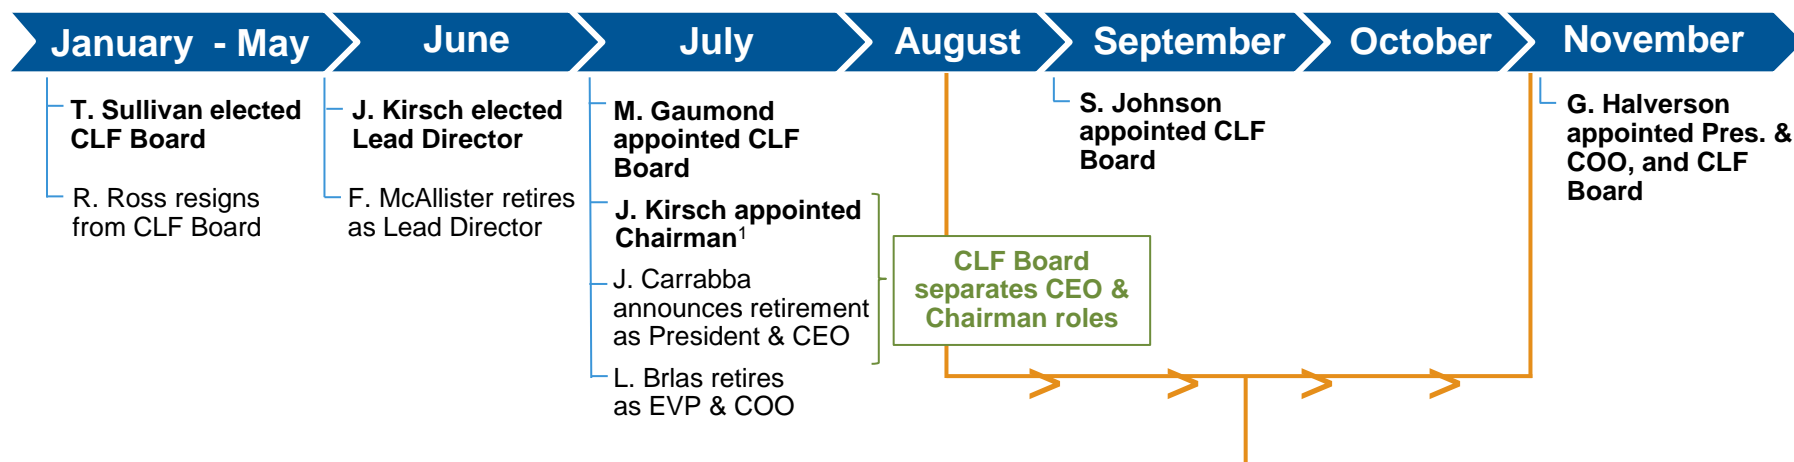 January - May
June
July
August
September
October
November
T. Sullivan elected
CLF Board
R. Ross resigns
from CLF Board
J. Kirsch elected
Lead Director
F. McAllister retires
as Lead Director
M. Gaumond
appointed CLF
Board
J. Kirsch appointed
Chairman1
J. Carrabba
announces retirement
as President & CEO
L. Brlas retires
as EVP & COO
CLF Board
separates CEO &
Chairman roles
S. Johnson
appointed CLF
Board
G. Halverson
appointed Pres. &
COO, and CLF
Board